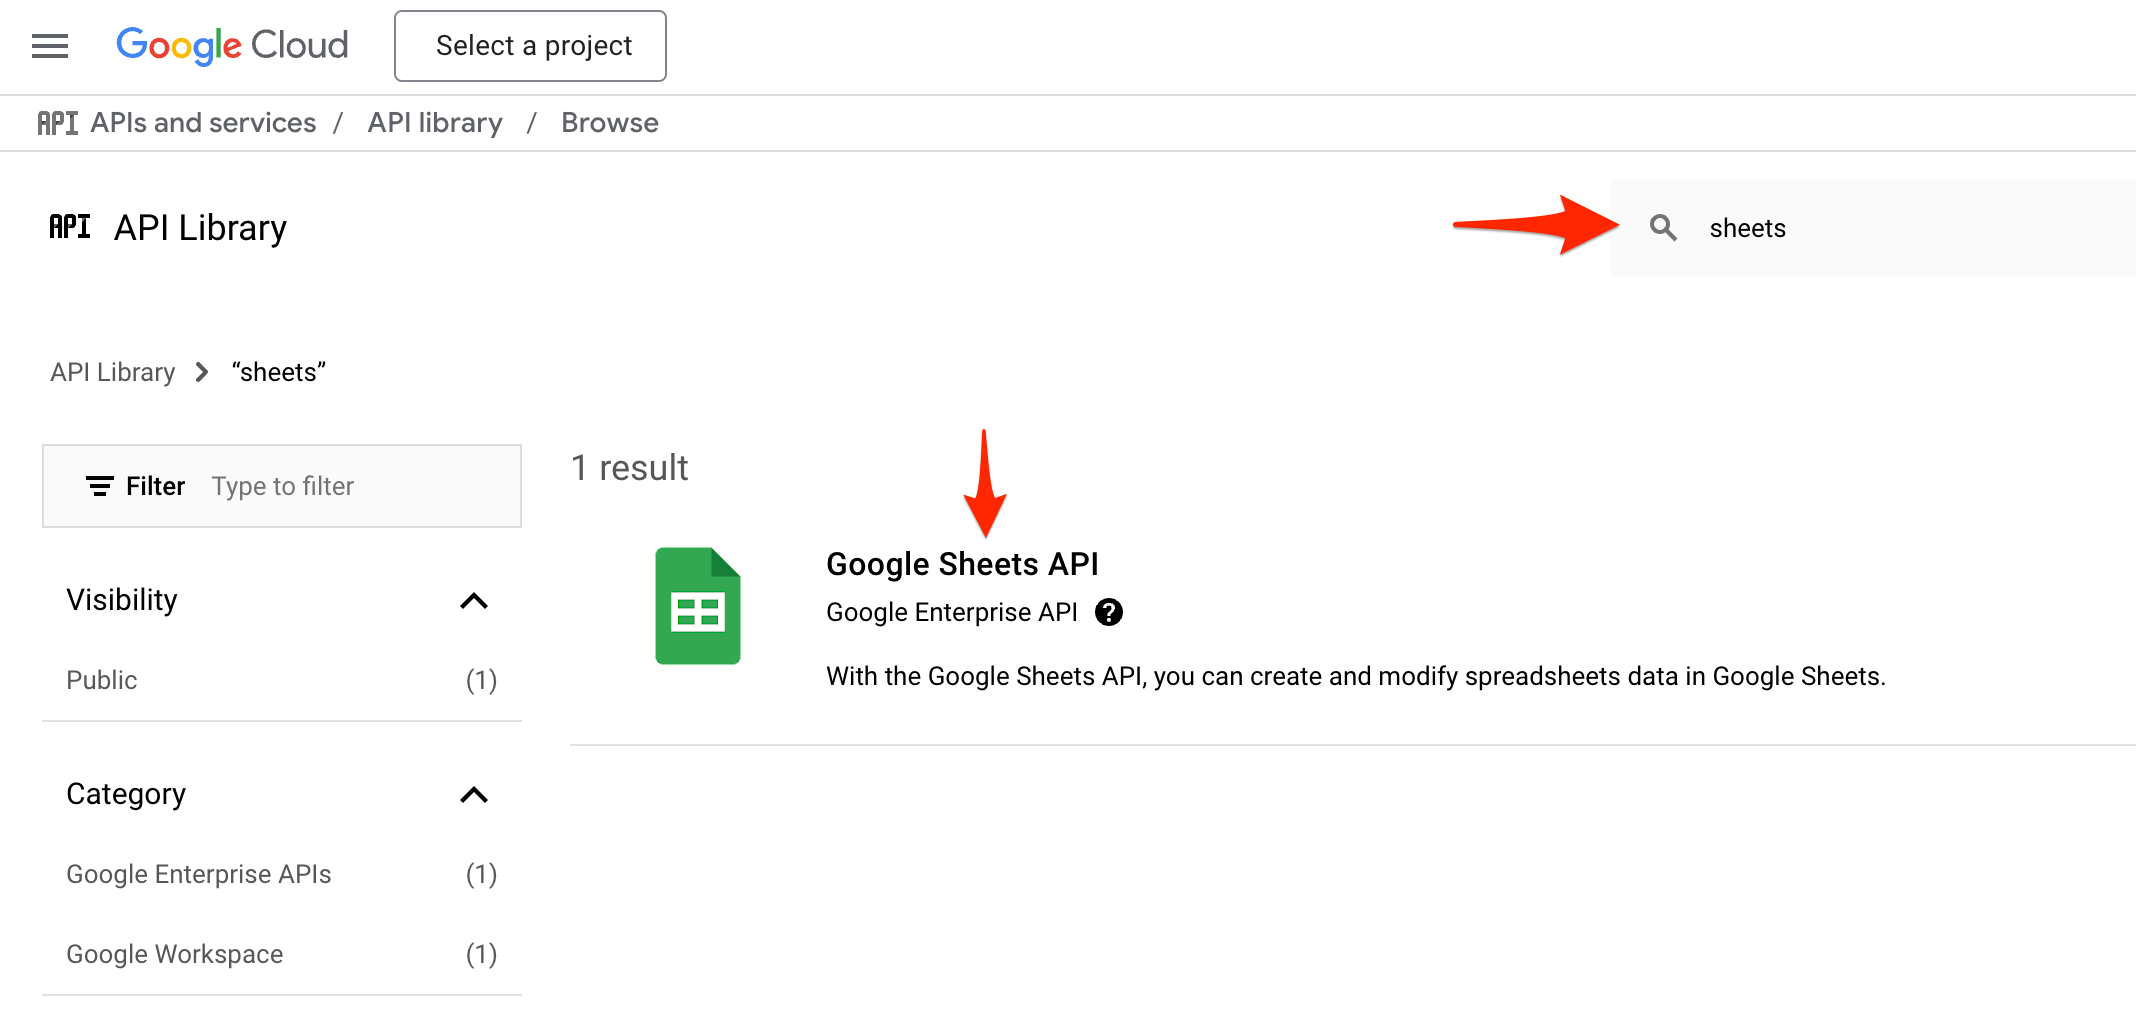 Google Cloud
Select a project
API APIs and services / API library / Browse
API API Library
sheets
API Library > “sheets”
Filter Type to filter
1 result
Google Sheets API
Google Enterprise API ?
With the Google Sheets API, you can create and modify spreadsheets data in Google Sheets.
Visibility
Public (1)
Category
Google Enterprise APIs (1)
Google Workspace (1)